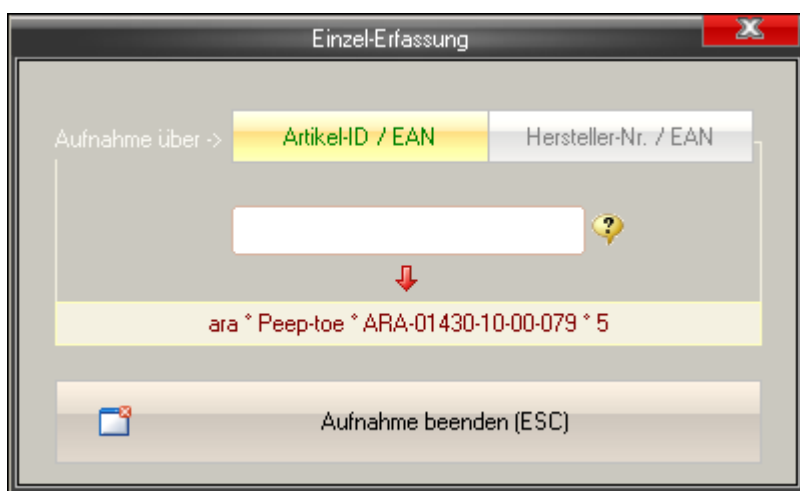 Einzel-Erfassung
Aufnahme über -> Artikel-ID / EAN Hersteller-Nr. / EAN
?
ara * Peep-toe * ARA-01430-10-00-079 * 5
Aufnahme beenden (ESC)